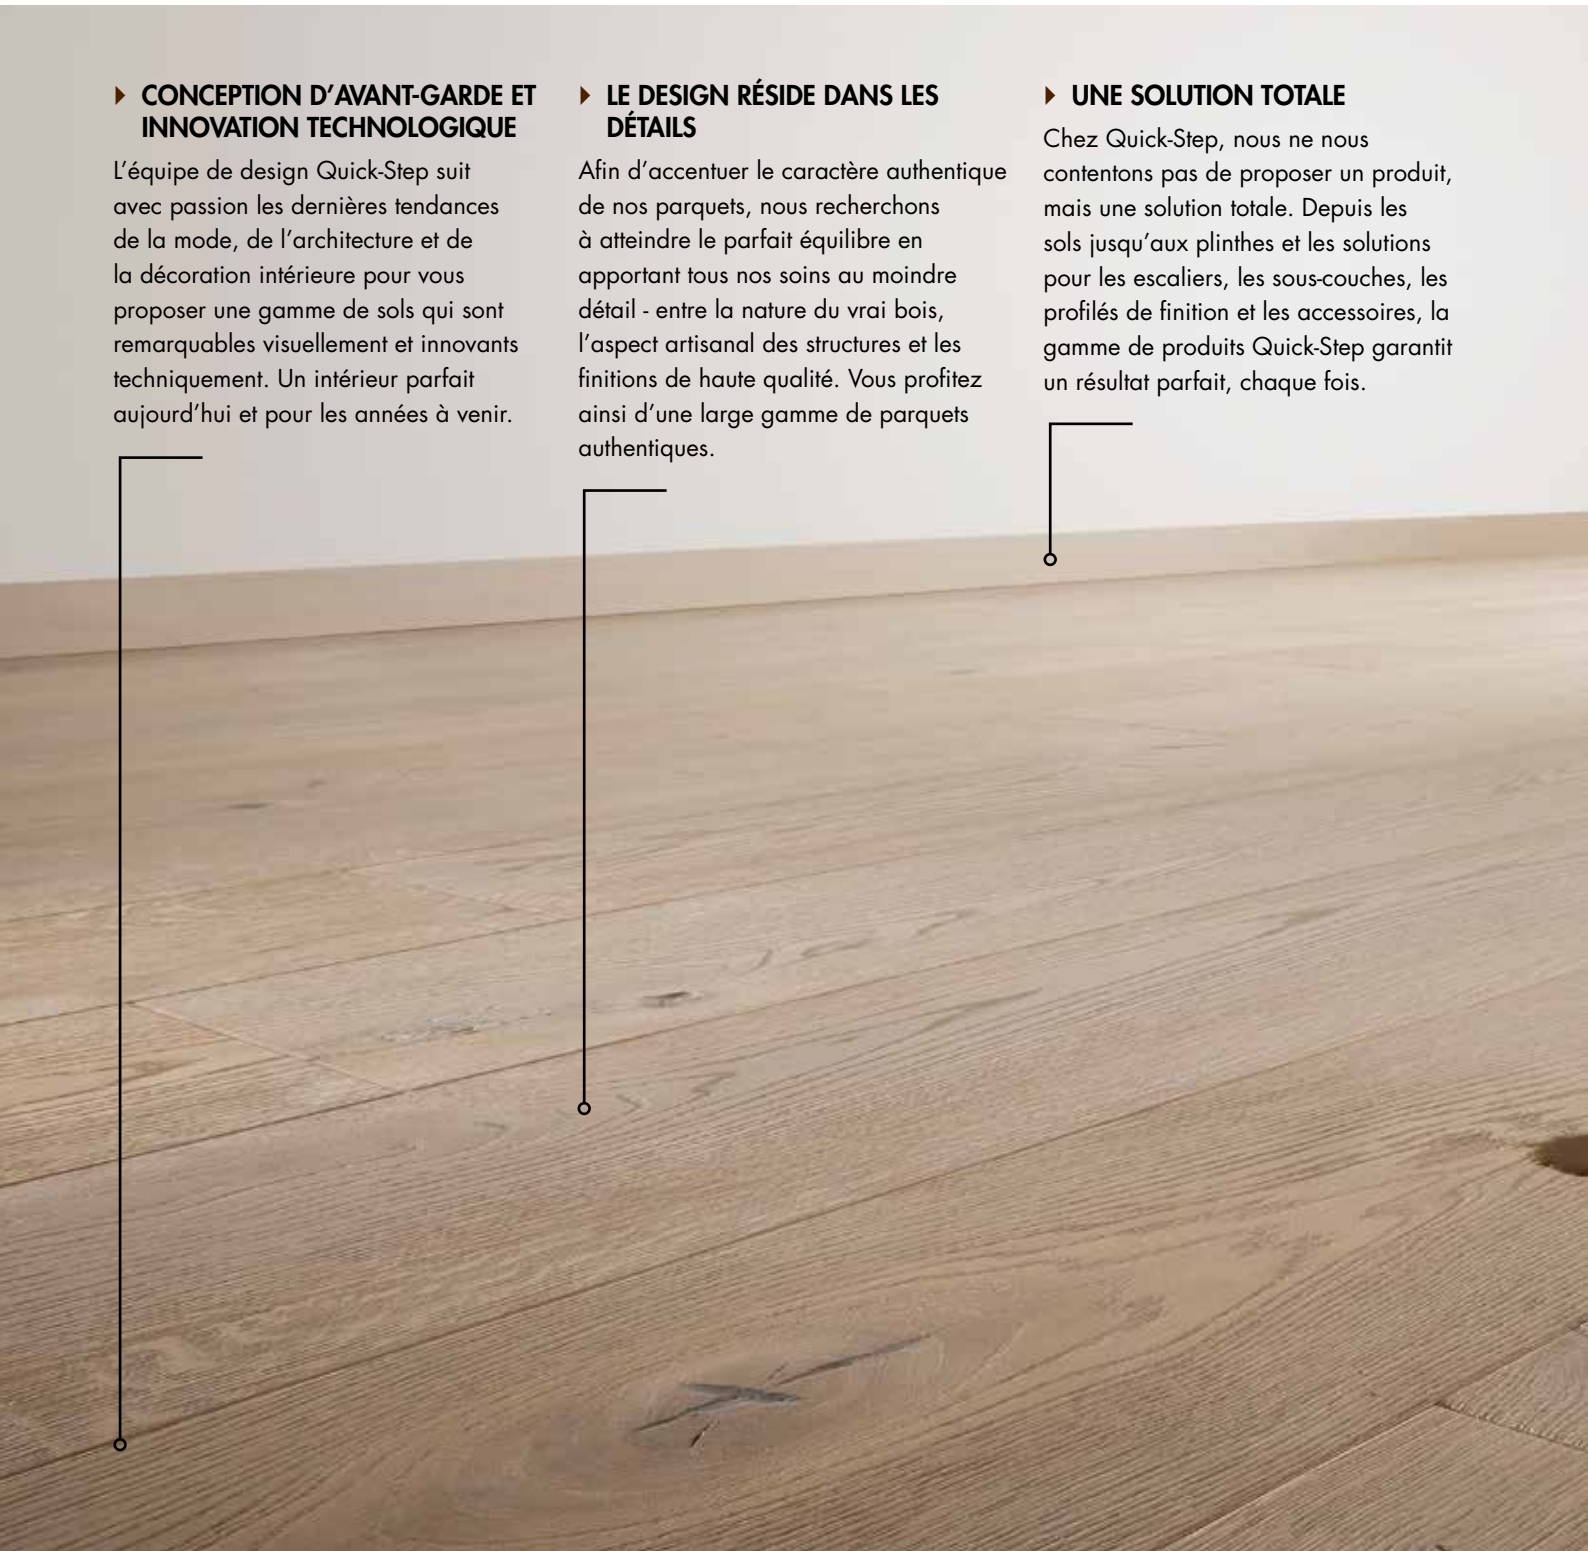 CONCEPTION D'AVANT-GARDE ET
INNOVATION TECHNOLOGIQUE
L'équipe de design Quick-Step suit
avec passion les dernières tendances
de la mode, de l'architecture et de
la décoration intérieure pour vous
proposer une gamme de sols qui sont
remarquables visuellement et innovants
techniquement. Un intérieur parfait
aujourd'hui et pour les années à venir.
LE DESIGN RÉSIDE DANS LES
DÉTAILS
Afin d'accentuer le caractère authentique
de nos parquets, nous recherchons
à atteindre le parfait équilibre en
apportant tous nos soins au moindre
détail - entre la nature du vrai bois,
l'aspect artisanal des structures et les
finitions de haute qualité. Vous profitez
ainsi d'une large gamme de parquets
authentiques.
UNE SOLUTION TOTALE
Chez Quick-Step, nous ne nous
contentons pas de proposer un produit,
mais une solution totale. Depuis les
sols jusqu'aux plinthes et les solutions
pour les escaliers, les sous-couches, les
profilés de finition et les accessoires, la
gamme de produits Quick-Step garantit
un résultat parfait, chaque fois.